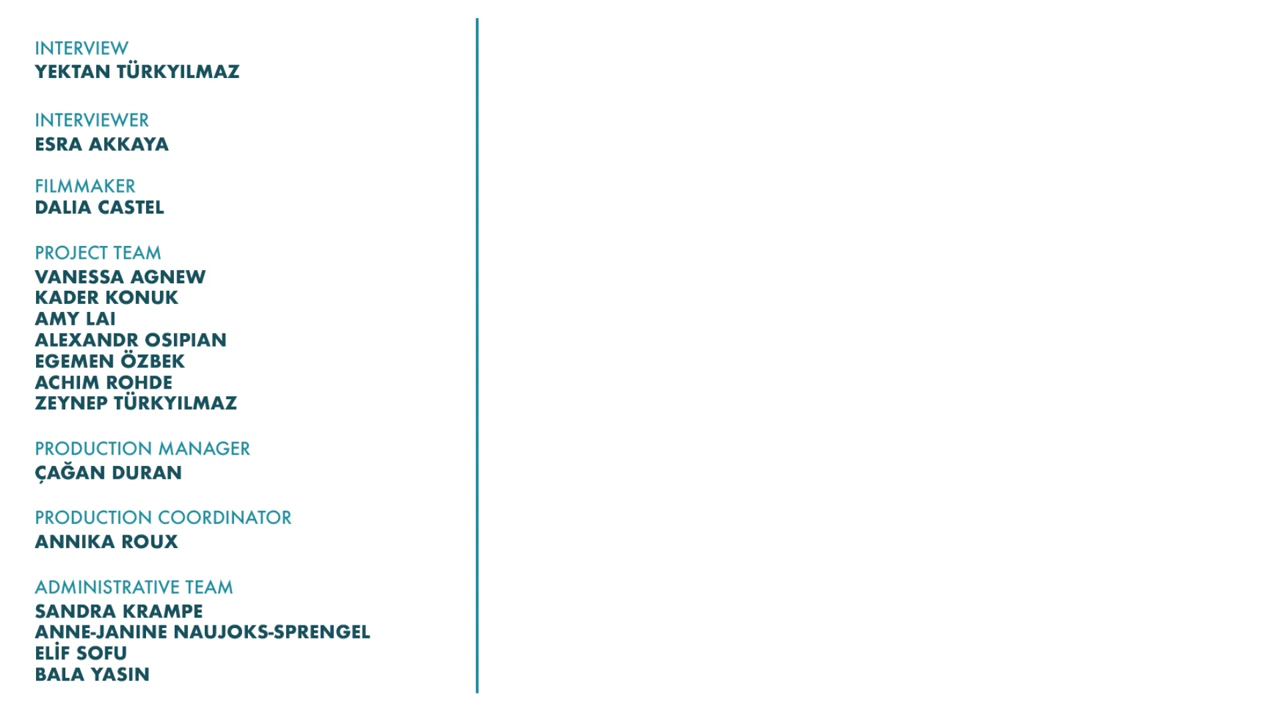 INTERVIEW
YEKTAN TÜRKYILMAZ
INTERVIEWER
ESRA AKKAYA
FILMMAKER
DALIA CASTEL
PROJECT TEAM
VANESSA AGNEW
KADER KONUK
AMY LAI
ALEXANDR OSIPIAN
EGEMEN ÖZBEK
ACHIM ROHDE
ZEYNEP TÜRKYILMAZ
PRODUCTION MANAGER
ÇAĞAN DURAN
PRODUCTION COORDINATOR
ANNIKA ROUX
ADMINISTRATIVE TEAM
SANDRA KRAMPE
ANNE-JANINE NAUJOKS-SPRENGEL
ELİF SOFU
BALA YASIN